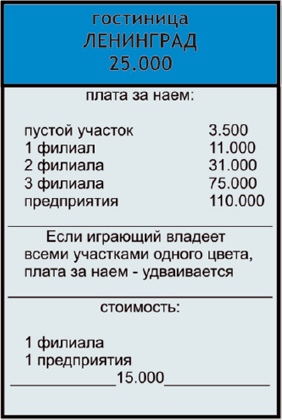 гостиница
ЛЕНИНГРАД
25.000
плата за наем:
пустой участок 3.500
1 филиал 11.000
2 филиала 31.000
3 филиала 75.000
предприятия 110.000
Если играющий владеет
всеми участками одного цвета,
плата за наем - удваивается
стоимость:
1 филиала
1 предприятия
15.000